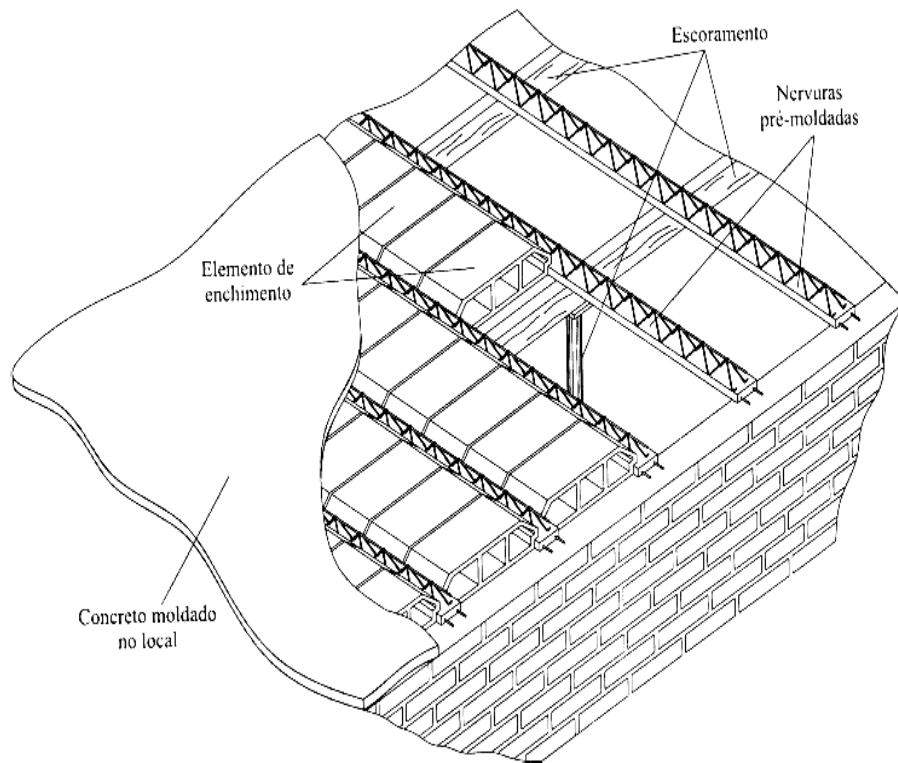 Escoramento
Nervuras
pré-moldadas
Elemento de
enchimento
Concreto moldado
no local